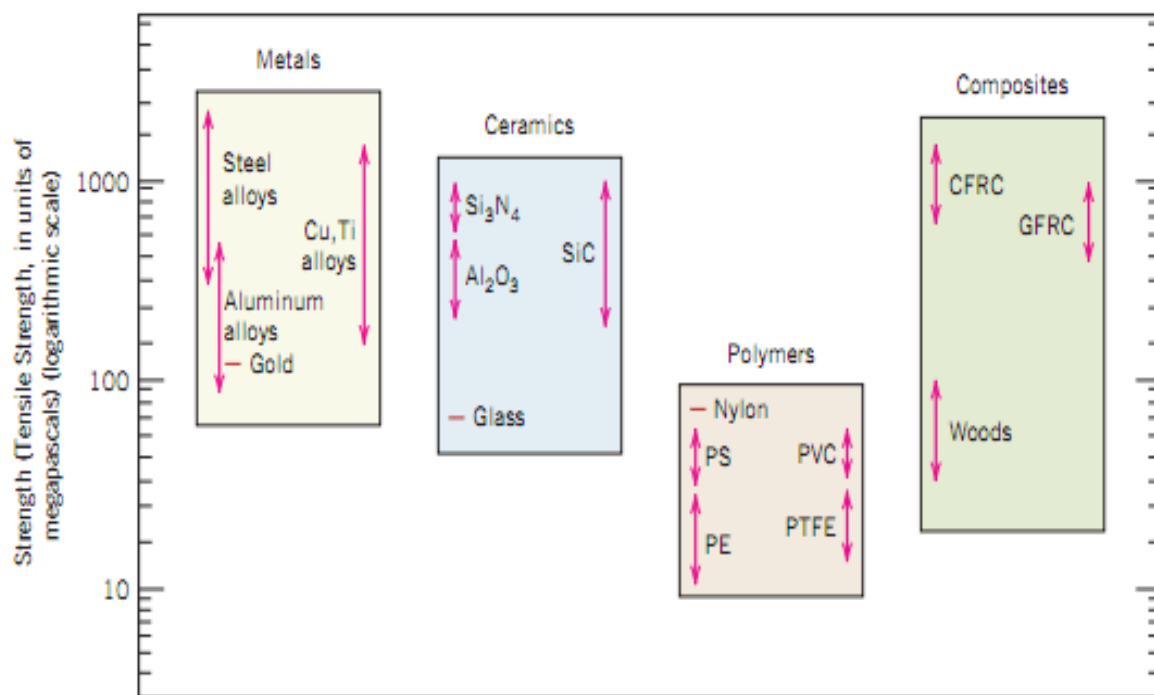 Strength (Tensile Strength, in units of
megapascals) (logarithmic scale)
1000
100
10
Metals
Steel
alloys
Cu,Ti
alloys
Aluminum
alloys
Gold
Ceramics
Si₃N₄
Al₂O₃
SiC
Glass
Polymers
Nylon
PS
PVC
PE
PTFE
Composites
CFRC
GFRC
Woods